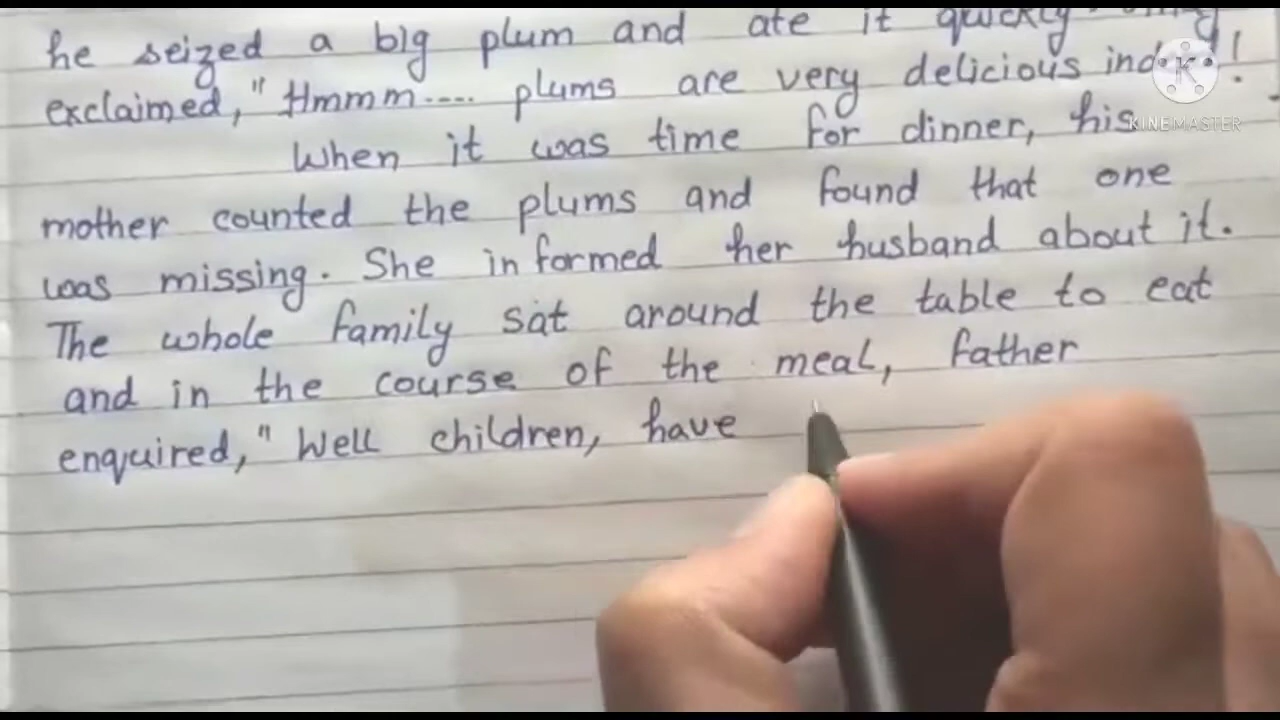 he seized a big plum and ate it quickly
exclaimed," Hmmm.... plums are very delicious indeed!
When it was time for dinner, his
mother counted the plums and found that one
was missing. She informed her husband about it.
The whole family sat around the table to eat
and in the course of the meal, father
enquired," Well children, have
KINEMASTER